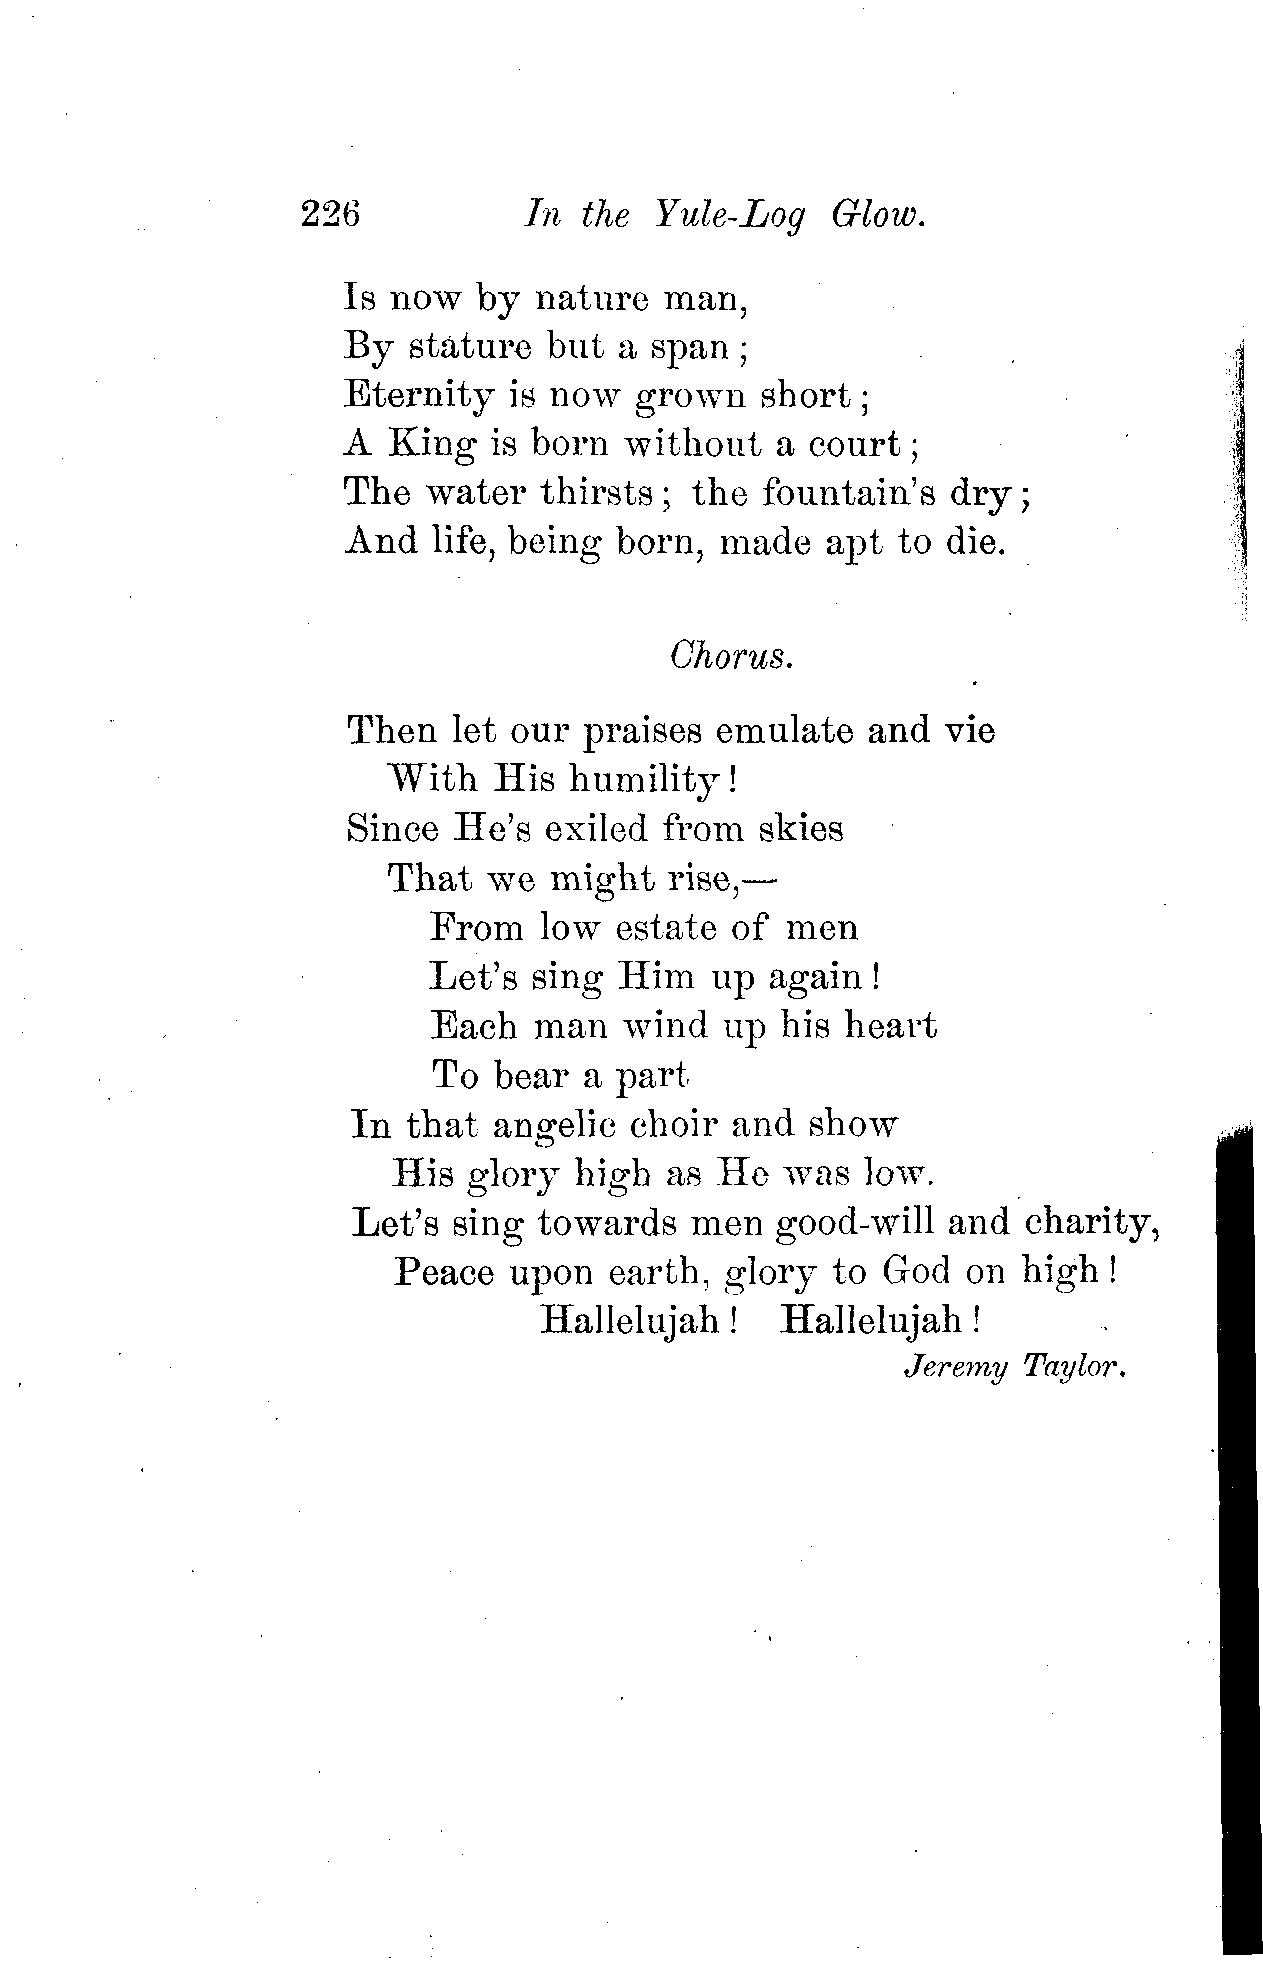 226 In the Yule-Log Glow.
Is now by nature man,
By stature but a span ;
Eternity is now grown short ;
A King is born without a court ;
The water thirsts ; the fountain's dry ;
And life, being born, made apt to die.
Chorus.
Then let our praises emulate and vie
With His humility !
Since He's exiled from skies
That we might rise,—
From low estate of men
Let's sing Him up again !
Each man wind up his heart
To bear a part
In that angelic choir and show
His glory high as He was low.
Let's sing towards men good-will and charity,
Peace upon earth, glory to God on high !
Hallelujah ! Hallelujah !
Jeremy Taylor.